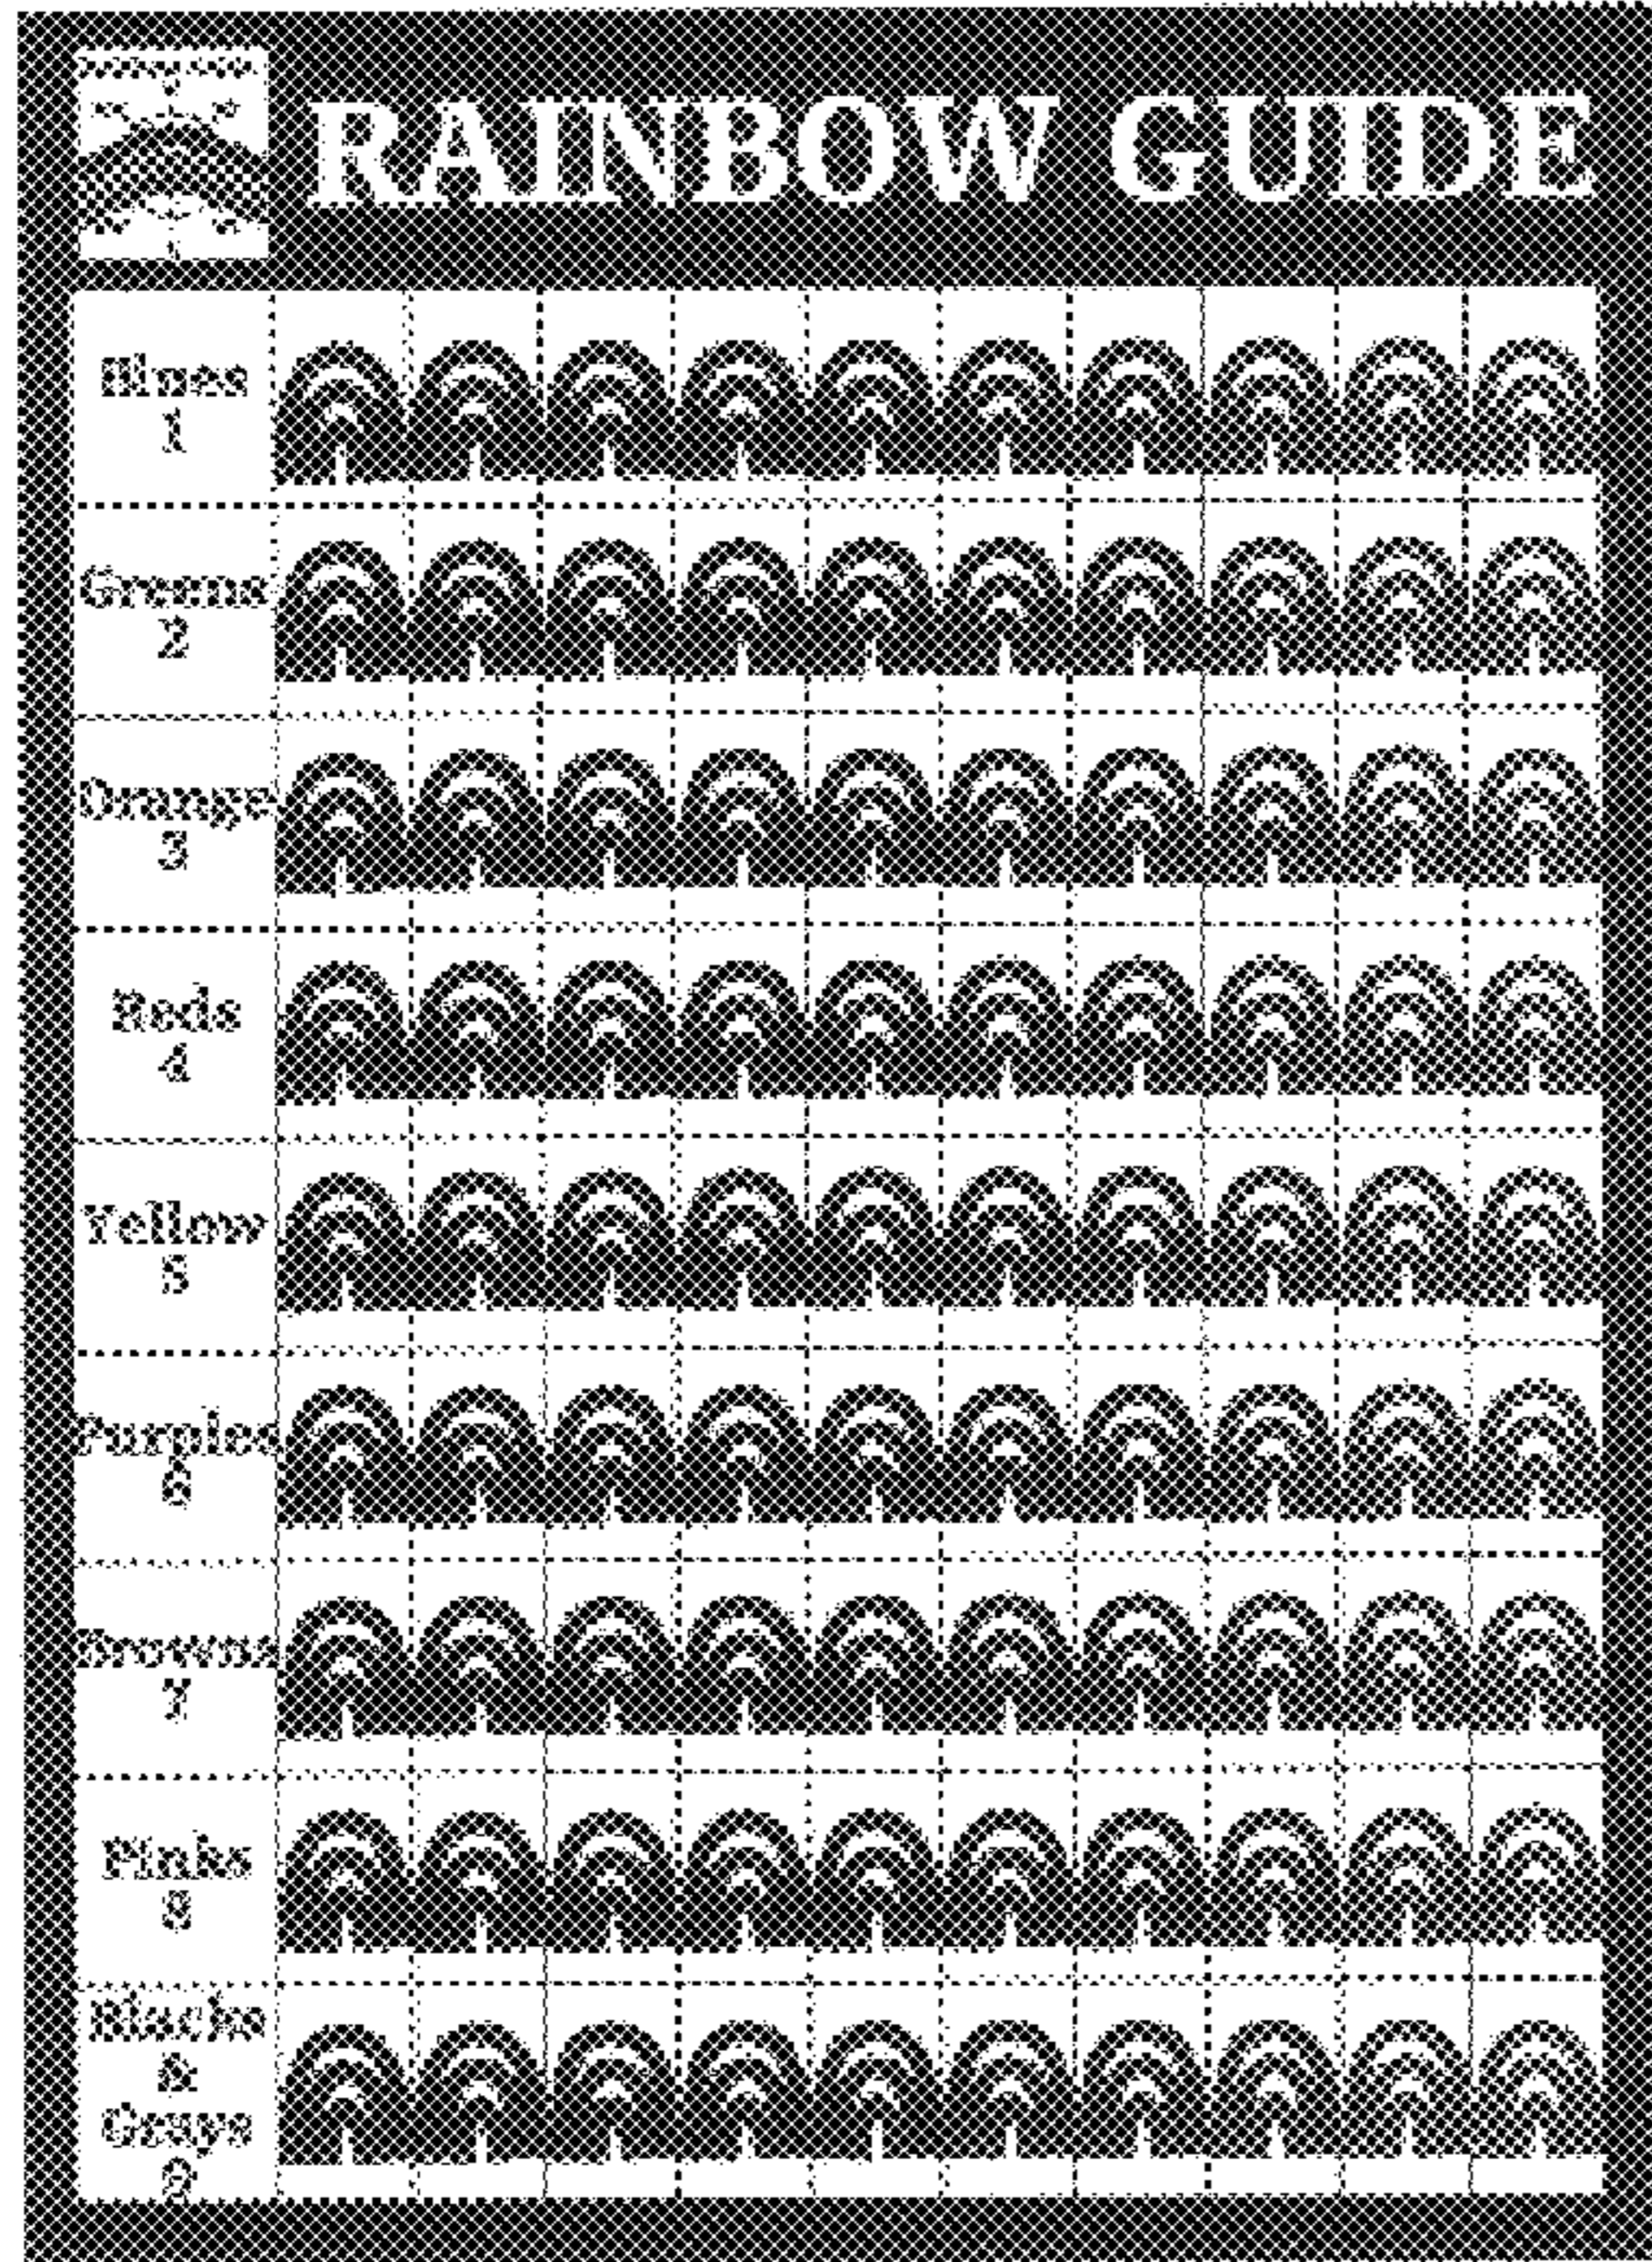 RAINBOW GUIDE
Blues
1
Greens
2
Orange
3
Reds
4
Yellow
5
Purples
6
Browns
7
Pinks
8
Blacks
&
Grays
9